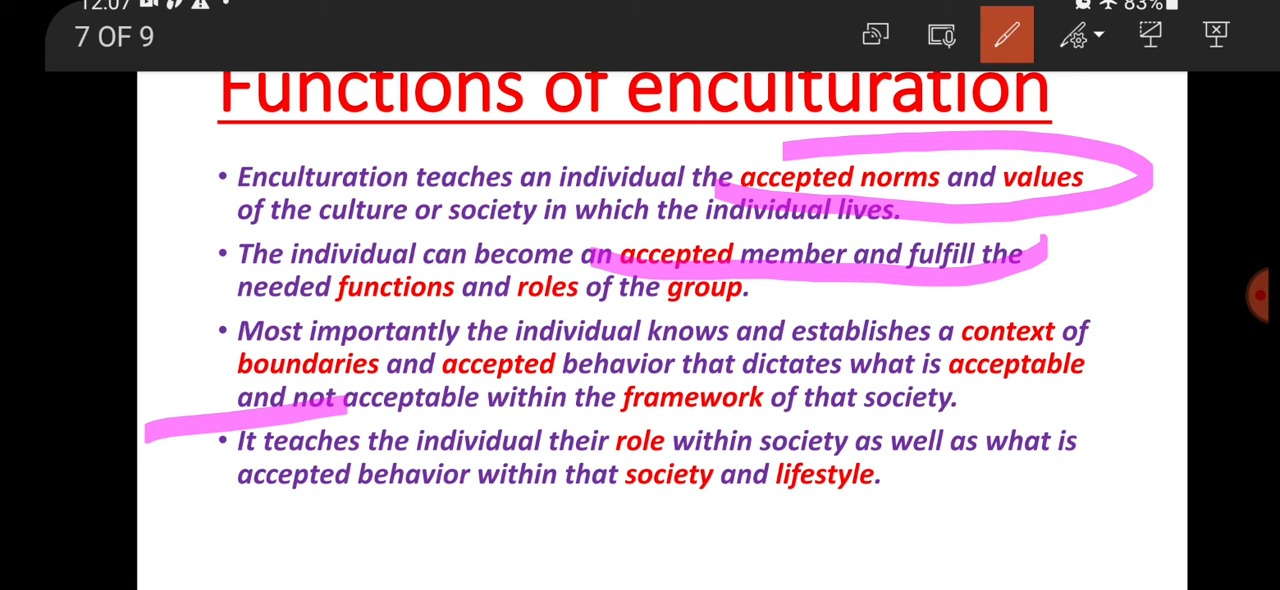 12:07
83%
7 OF 9
Functions of enculturation
• Enculturation teaches an individual the accepted norms and values
of the culture or society in which the individual lives.
• The individual can become an accepted member and fulfill the
needed functions and roles of the group.
• Most importantly the individual knows and establishes a context of
boundaries and accepted behavior that dictates what is acceptable
and not acceptable within the framework of that society.
• It teaches the individual their role within society as well as what is
accepted behavior within that society and lifestyle.